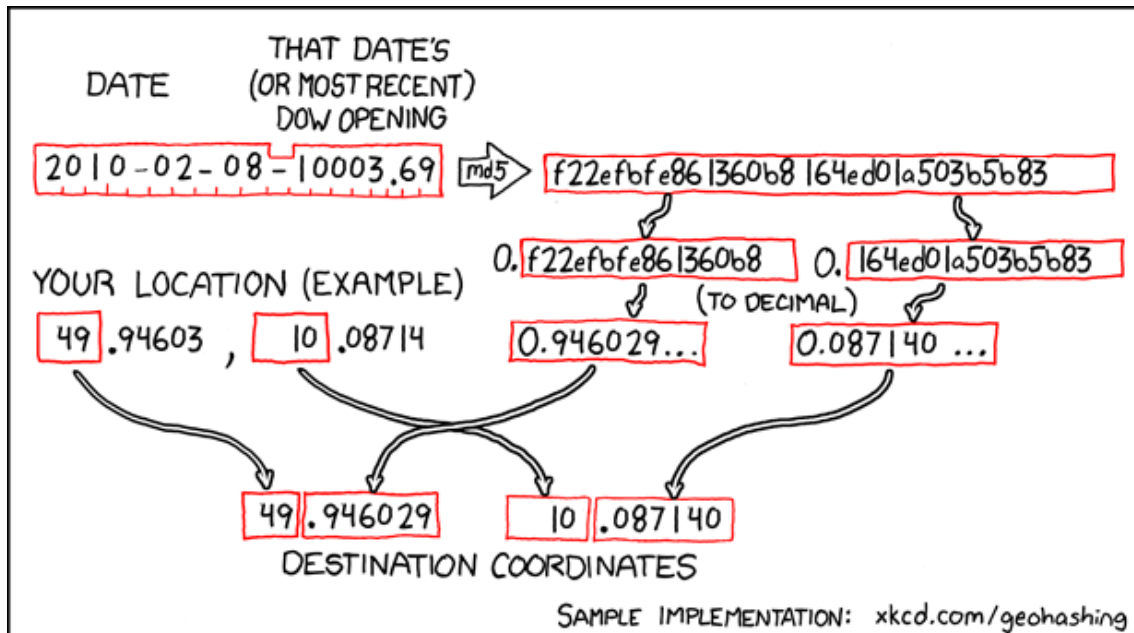 DATE
THAT DATE'S
(OR MOST RECENT)
DOW OPENING
2010-02-08-10003.69
md5
f22efbfe861360b8164ed01a503b5b83
0.f22efbfe861360b8
0.164ed01a503b5b83
YOUR LOCATION (EXAMPLE)
(TO DECIMAL)
49.94603, 10.08714
0.946029...
0.087140 ...
49.946029
10.087140
DESTINATION COORDINATES
SAMPLE IMPLEMENTATION: xkcd.com/geohashing